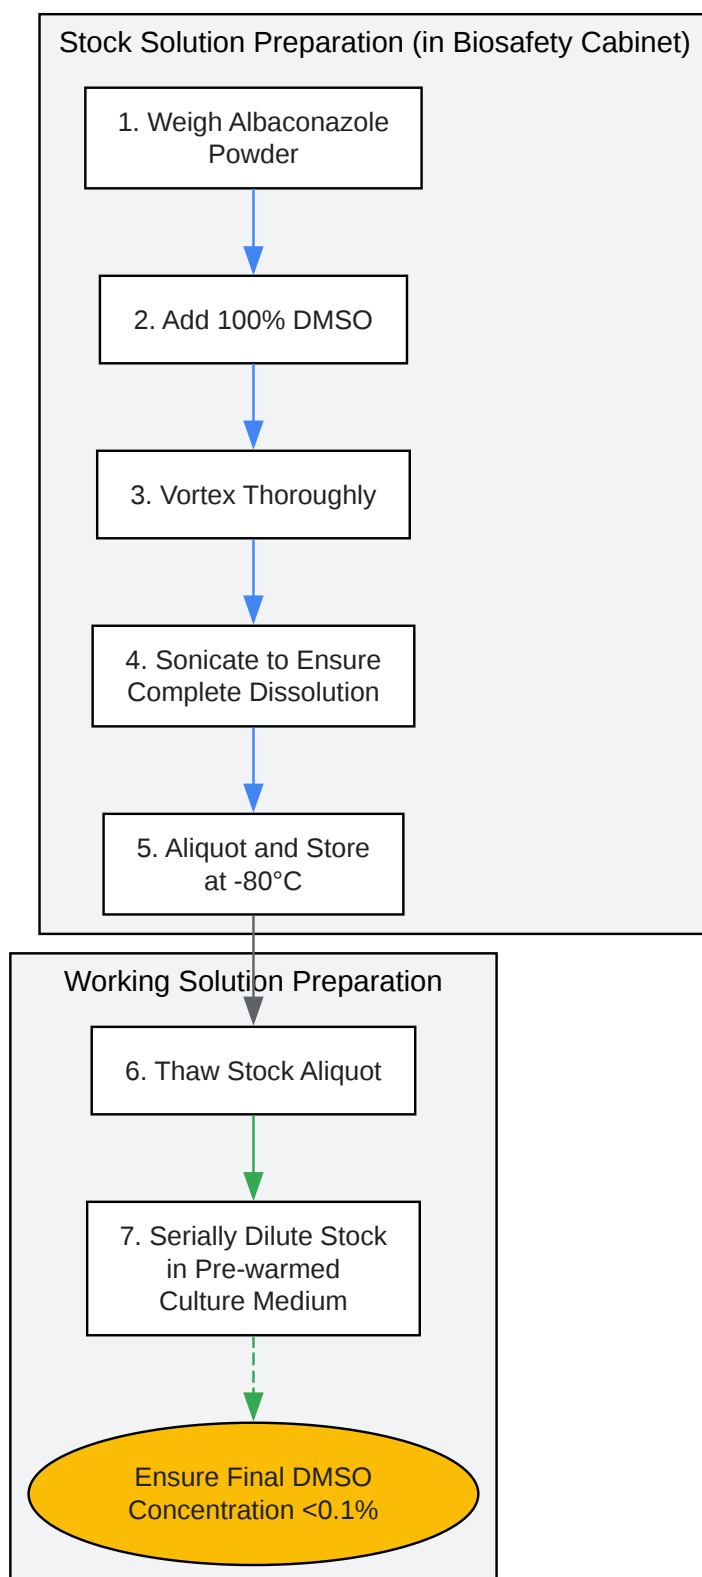 Stock Solution Preparation (in Biosafety Cabinet)
1. Weigh Albaconazole
Powder
2. Add 100% DMSO
3. Vortex Thoroughly
4. Sonicate to Ensure
Complete Dissolution
5. Aliquot and Store
at -80°C
Working Solution Preparation
6. Thaw Stock Aliquot
7. Serially Dilute Stock
in Pre-warmed
Culture Medium
Ensure Final DMSO
Concentration <0.1%